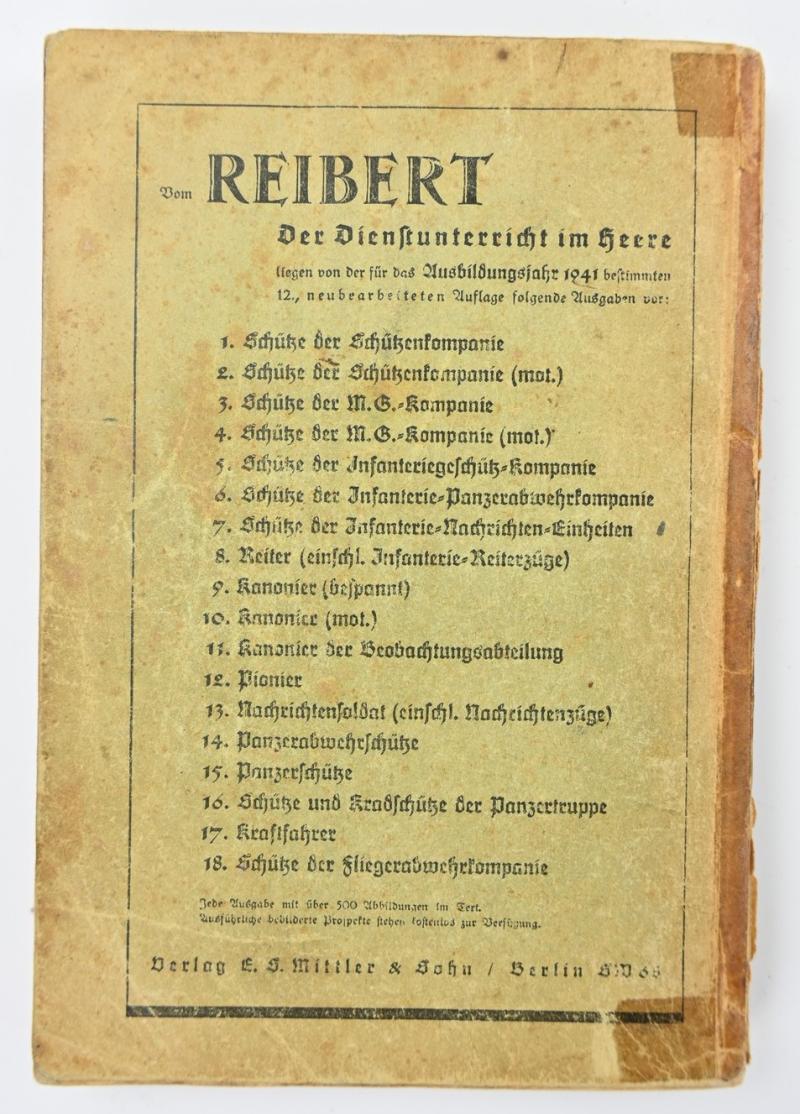 Vom REIBERT
Der Dienstunterricht im Heere
liegen von der für das Ausbildungsjahr 1941 bestimmten
12., neubearbeiteten Auflage folgende Ausgaben vor:
1. Schütze der Schützenkompanie
2. Schütze der Schützenkompanie (mot.)
3. Schütze der M.G.-Kompanie
4. Schütze der M.G.-Kompanie (mot.)
5. Schütze der Infanteriegeschütz-Kompanie
6. Schütze der Infanterie-Panzerabwehrkompanie
7. Schütze der Infanterie-Nachrichten-Einheiten
8. Reiter (einschl. Infanterie-Reiterzüge)
9. Kanonier (bespannt)
10. Kanonier (mot.)
11. Kanonier der Beobachtungsabteilung
12. Pionier
13. Nachrichtensoldat (einschl. Nachrichtenzüge)
14. Panzerabwehrschütze
15. Panzerschütze
16. Schütze und Kradschütze der Panzertruppe
17. Kraftfahrer
18. Schütze der Fliegerabwehrkompanie
Jede Ausgabe mit über 500 Abbildungen im Text.
Ausführliche bebilderte Prospekte stehen kostenlos zur Verfügung.
Verlag E. S. Mittler & Sohn / Berlin SW 68